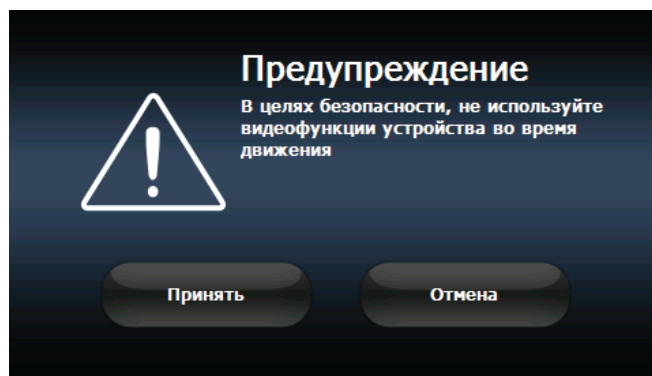 Предупреждение
В целях безопасности, не используйте
видеофункции устройства во время
движения
Принять
Отмена